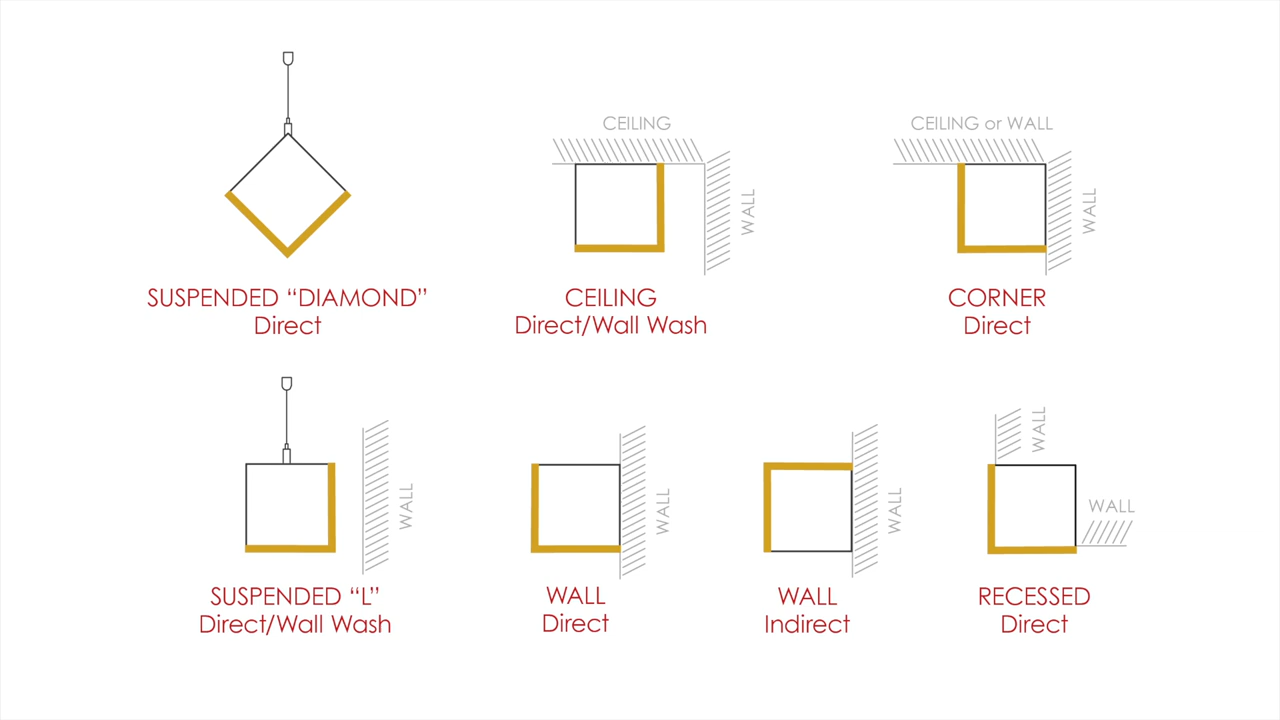 CEILING
WALL
CEILING or WALL
WALL
SUSPENDED “DIAMOND”
Direct
CEILING
Direct/Wall Wash
CORNER
Direct
WALL
WALL
WALL
WALL
WALL
SUSPENDED “L”
Direct/Wall Wash
WALL
Direct
WALL
Indirect
RECESSED
Direct